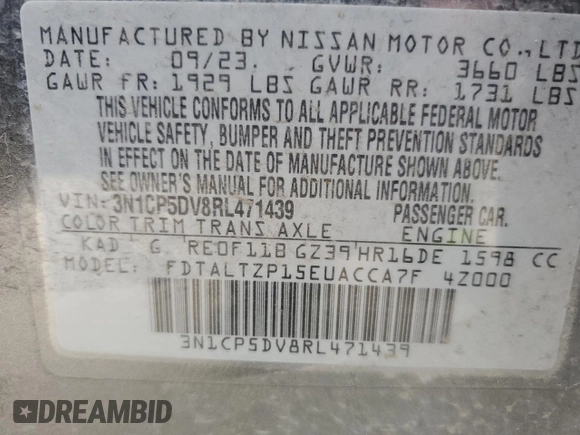 MANUFACTURED BY NISSAN MOTOR CO., LTD
DATE: 09/23. GVWR: 3660 LBS
GAWR FR: 1929 LBS GAWR RR: 1731 LBS
THIS VEHICLE CONFORMS TO ALL APPLICABLE FEDERAL MOTOR
VEHICLE SAFETY, BUMPER AND THEFT PREVENTION STANDARDS
IN EFFECT ON THE DATE OF MANUFACTURE SHOWN ABOVE.
SEE OWNER'S MANUAL FOR ADDITIONAL INFORMATION
VIN: 3N1CP5DV8RL471439 PASSENGER CAR.
COLOR TRIM TRANS AXLE ENGINE
KAD G RE0F11B GZ39 HR16DE 1598 CC
FDTALTZP15EUACCA7F 4Z000
3N1CP5DV8RL471439
DREAMBID